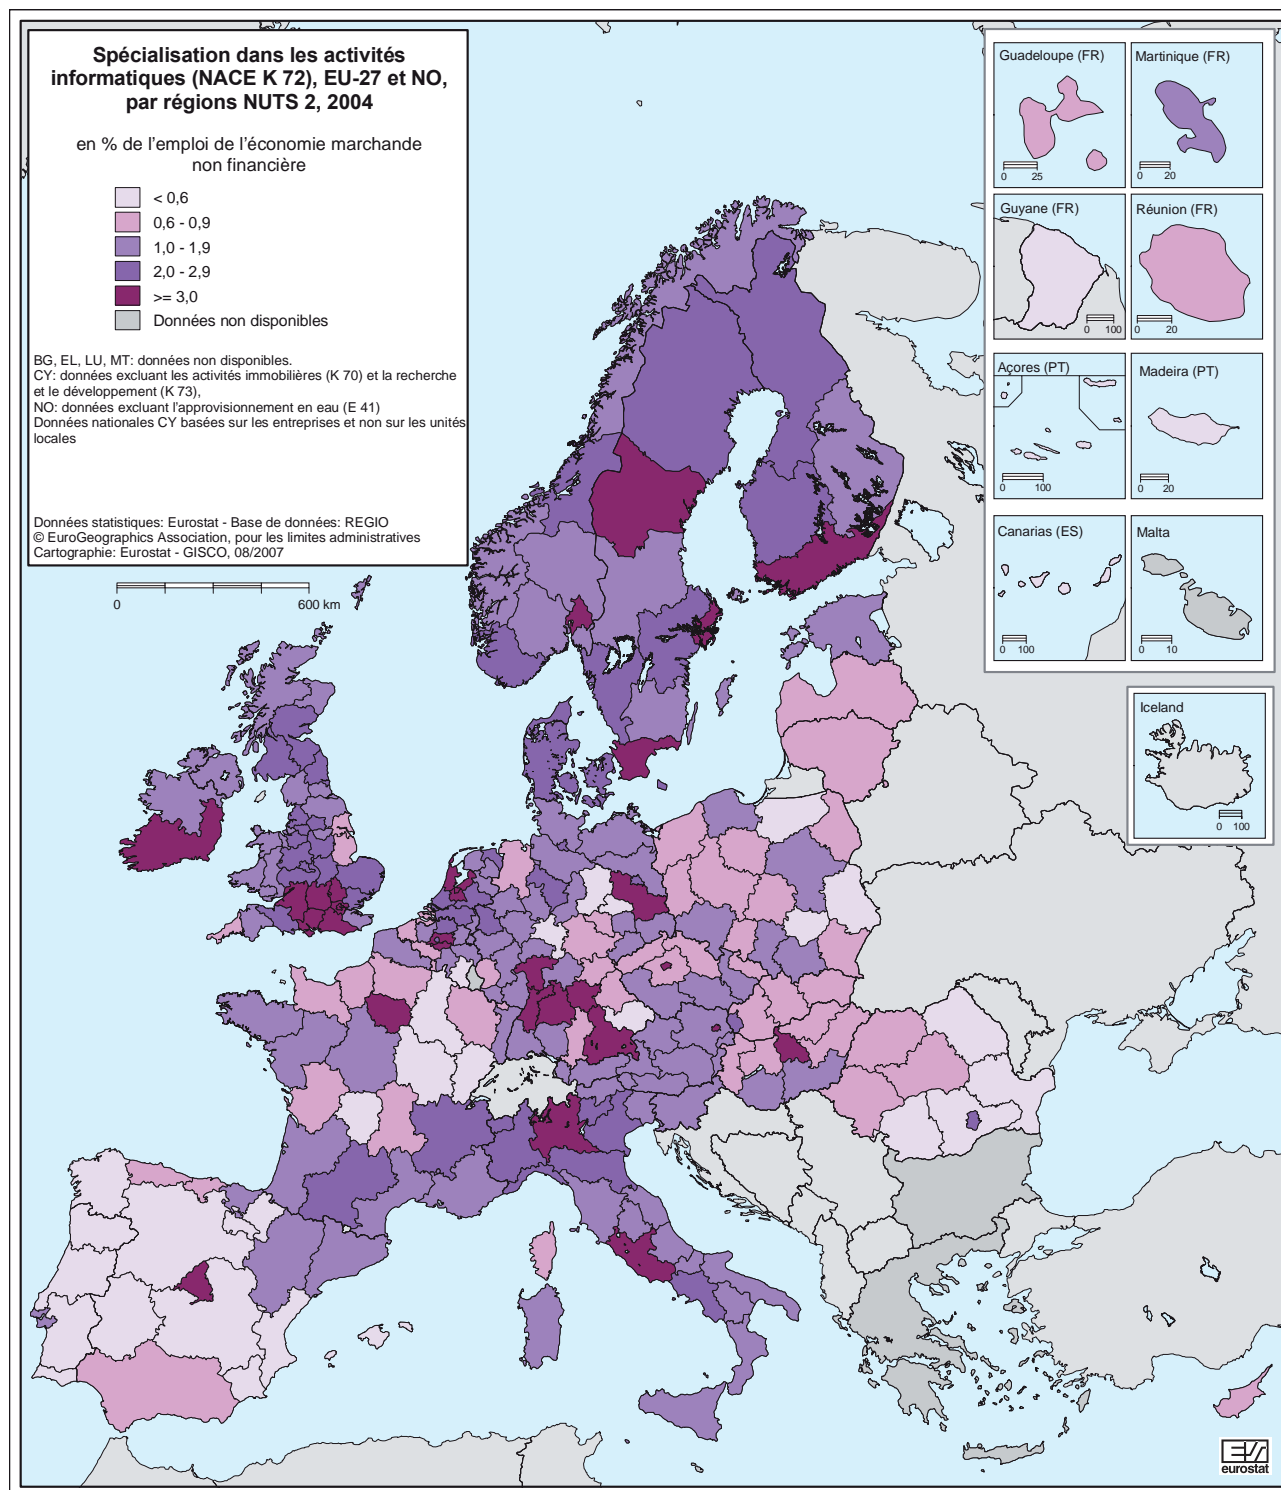 Spécialisation dans les activités
informatiques (NACE K 72), EU-27 et NO,
par régions NUTS 2, 2004
en % de l'emploi de l'économie marchande
non financière
< 0,6
0,6 - 0,9
1,0 - 1,9
2,0 - 2,9
>= 3,0
Données non disponibles
BG, EL, LU, MT: données non disponibles.
CY: données excluant les activités immobilières (K 70) et la recherche
et le développement (K 73),
NO: données excluant l'approvisionnement en eau (E 41)
Données nationales CY basées sur les entreprises et non sur les unités
locales
Données statistiques: Eurostat - Base de données: REGIO
© EuroGeographics Association, pour les limites administratives
Cartographie: Eurostat - GISCO, 08/2007
0 600 km
Guadeloupe (FR)
0 25
Martinique (FR)
0 20
Guyane (FR)
0 100
Réunion (FR)
0 20
Açores (PT)
0 100
Madeira (PT)
0 20
Canarias (ES)
0 100
Malta
0 10
Iceland
0 100
eurostat